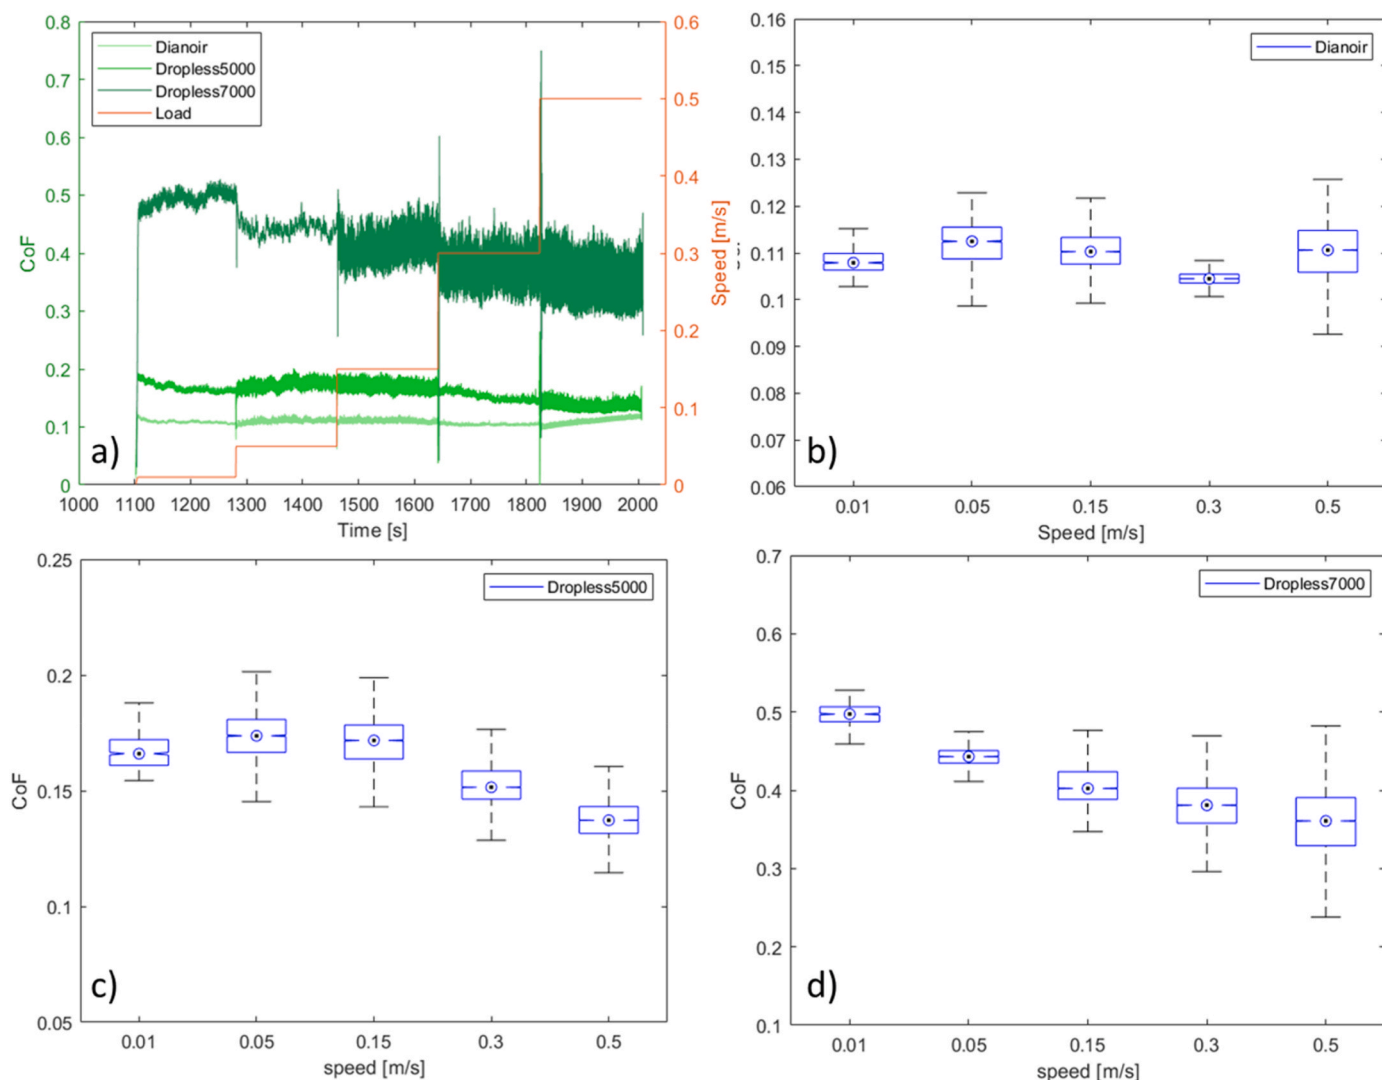 0.8
0.7
0.6
0.5
0.4
0.3
0.2
0.1
0
CoF
Dianoir
Dropless5000
Dropless7000
Load
0.6
0.5
0.4
0.3
0.2
0.1
0
Speed [m/s]
a)
1000 1100 1200 1300 1400 1500 1600 1700 1800 1900 2000
Time [s]
0.16
0.15
0.14
0.13
0.12
0.11
0.1
0.09
0.08
0.07
0.06
Dianoir
b)
0.01 0.05 0.15 0.3 0.5
Speed [m/s]
0.25
0.2
0.15
0.1
0.05
CoF
Dropless5000
c)
0.01 0.05 0.15 0.3 0.5
speed [m/s]
0.7
0.6
0.5
0.4
0.3
0.2
0.1
CoF
Dropless7000
d)
0.01 0.05 0.15 0.3 0.5
speed [m/s]